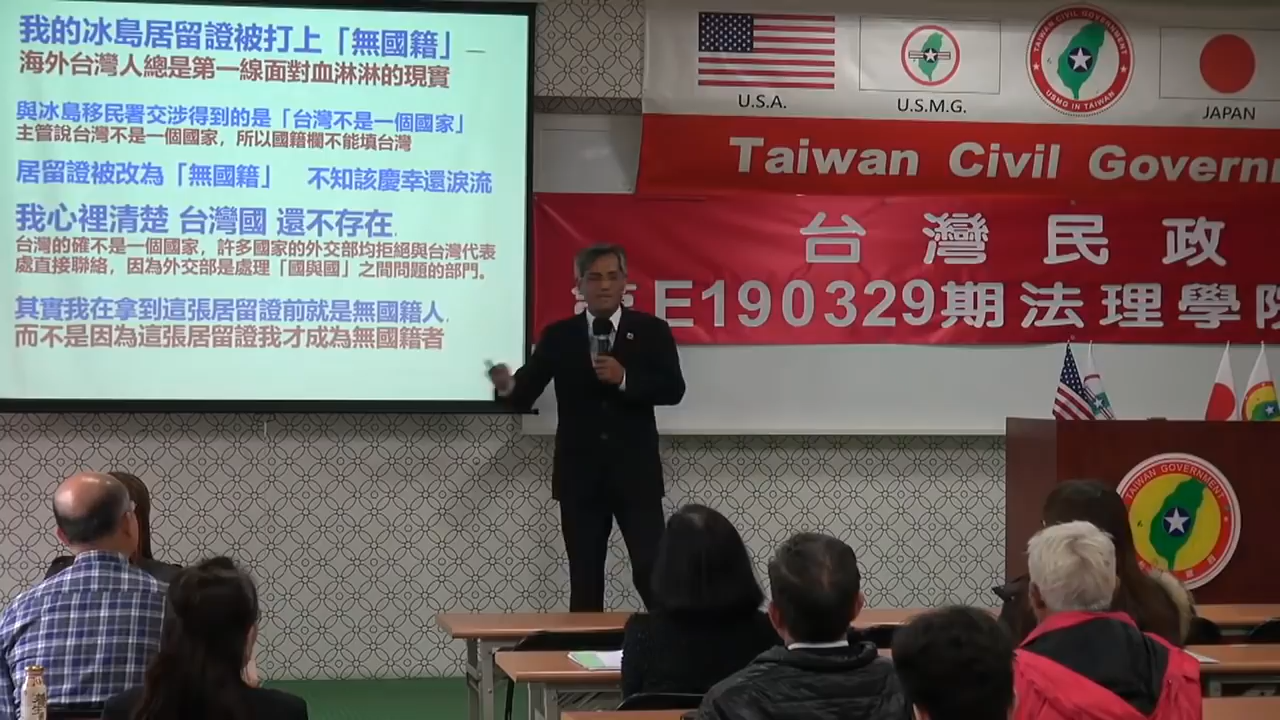 我的冰島居留證被打上「無國籍」—
海外台灣人總是第一線面對血淋淋的現實
與冰島移民署交涉得到的是「台灣不是一個國家」
主管說台灣不是一個國家，所以國籍欄不能填台灣
居留證被改為「無國籍」 不知該慶幸還淚流
我心裡清楚 台灣國 還不存在,
台灣的確不是一個國家，許多國家的外交部均拒絕與台灣代表
處直接聯絡，因為外交部是處理「國與國」之間問題的部門。
其實我在拿到這張居留證前就是無國籍人,
而不是因為這張居留證我才成為無國籍者
U.S.A.
U.S.M.G.
TAIWAN CIVIL GOVERNMENT
USMG IN TAIWAN
JAPAN
Taiwan Civil Governm
台灣民政
E190329期法理學
TAIWAN GOVERNMENT